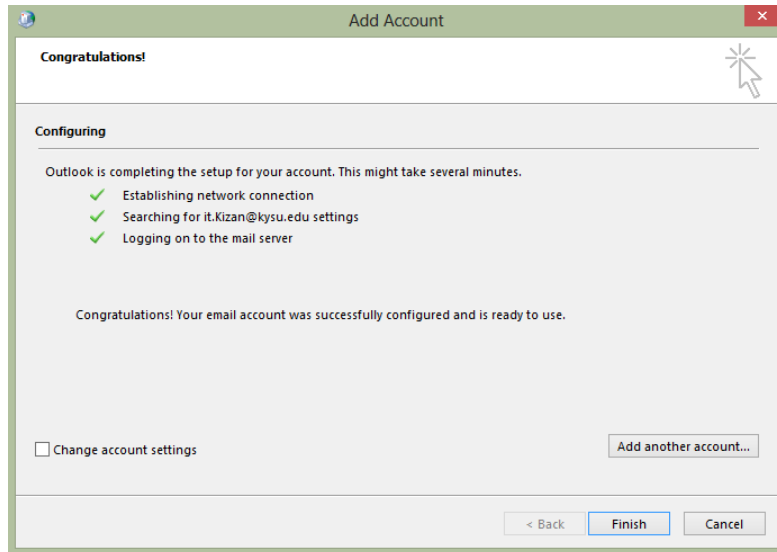 Add Account
Congratulations!
Configuring
Outlook is completing the setup for your account. This might take several minutes.
Establishing network connection
Searching for it.Kizan@kysu.edu settings
Logging on to the mail server
Congratulations! Your email account was successfully configured and is ready to use.
Change account settings
Add another account...
< Back
Finish
Cancel